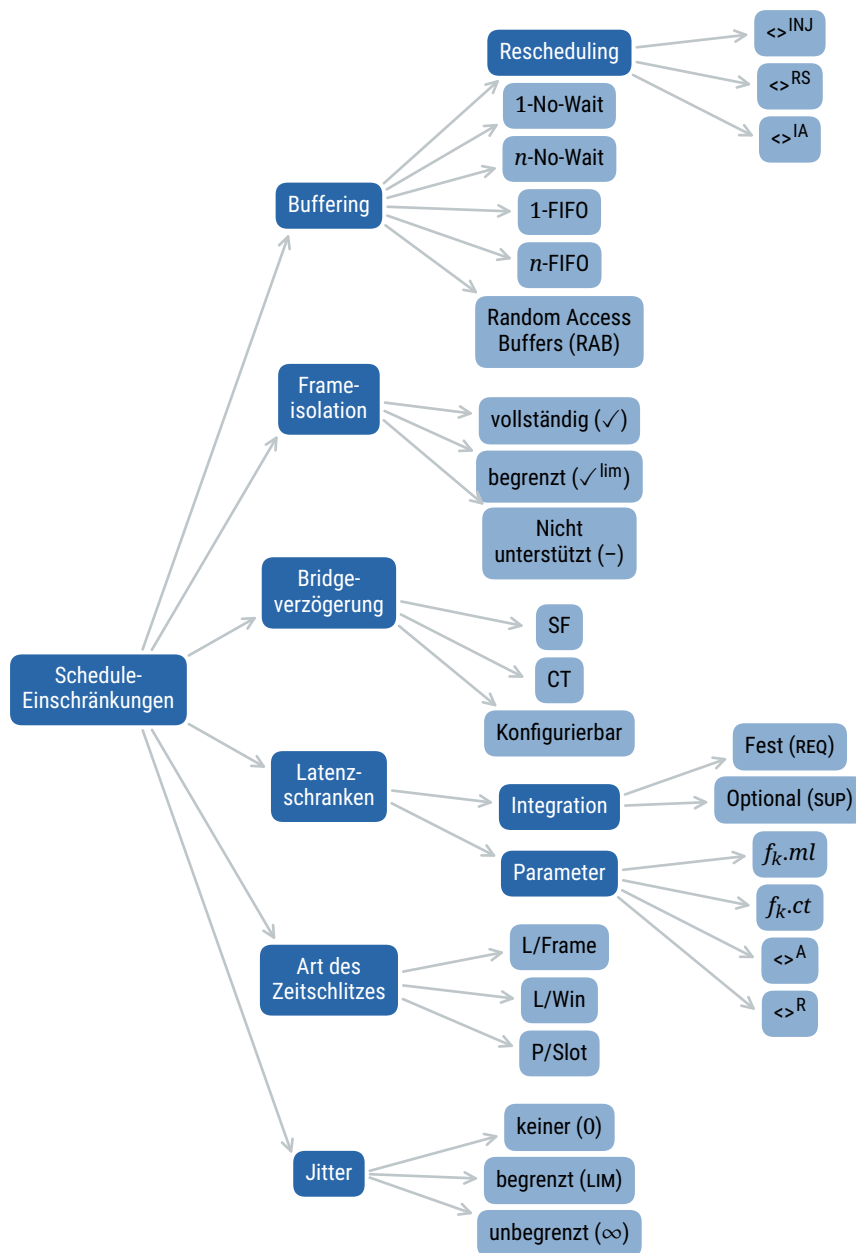 <>INJ
Rescheduling
<>RS
1-No-Wait
<>IA
n-No-Wait
Buffering
1-FIFO
n-FIFO
Random Access
Buffers (RAB)
Frame-
isolation
vollständig (✓)
begrenzt (✓lim)
Nicht
unterstützt (–)
Bridge-
verzögerung
SF
CT
Schedule-
Einschränkungen
Konfigurierbar
Fest (REQ)
Latenz-
schranken
Integration
Optional (SUP)
Parameter
fk.ml
fk.ct
<>A
<>R
Art des
Zeitschlitzes
L/Frame
L/Win
P/Slot
keiner (0)
Jitter
begrenzt (LIM)
unbegrenzt (∞)